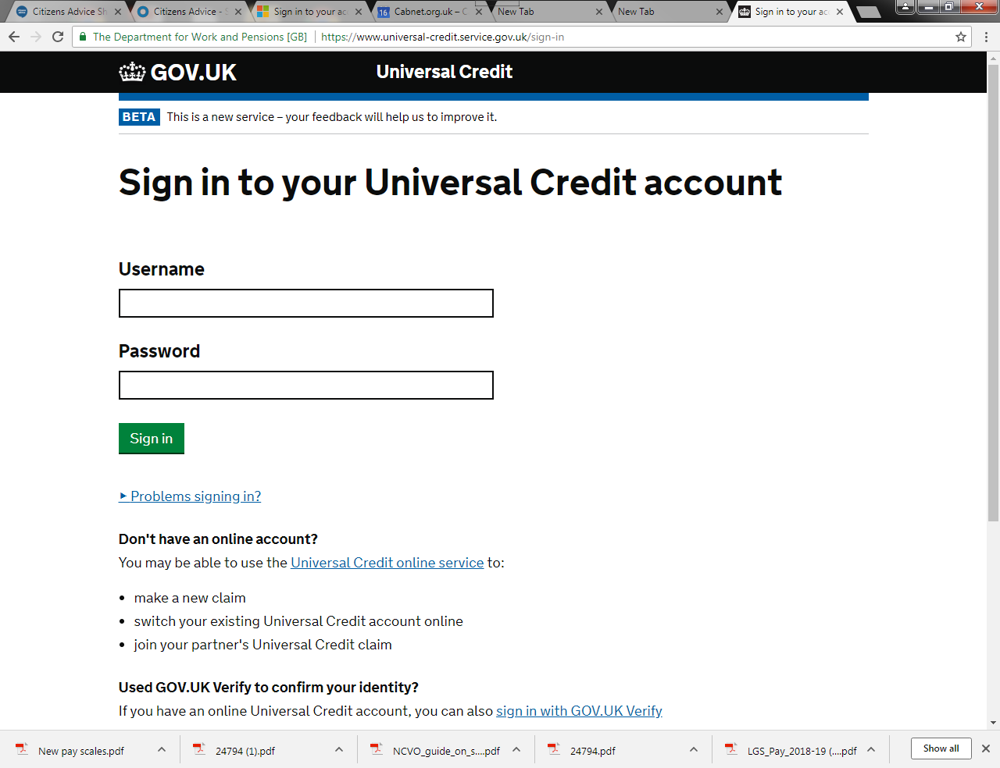 Citizens Advice Sh
Citizens Advice - S
Sign in to your ac
16
Cabnet.org.uk – C
New Tab
New Tab
Sign in to your ac
The Department for Work and Pensions [GB]
https://www.universal-credit.service.gov.uk/sign-in
GOV.UK
Universal Credit
BETA This is a new service – your feedback will help us to improve it.
Sign in to your Universal Credit account
Username
Password
Sign in
Problems signing in?
Don't have an online account?
You may be able to use the Universal Credit online service to:
• make a new claim
• switch your existing Universal Credit account online
• join your partner's Universal Credit claim
Used GOV.UK Verify to confirm your identity?
If you have an online Universal Credit account, you can also sign in with GOV.UK Verify
New pay scales.pdf
24794 (1).pdf
NCVO_guide_on_s....pdf
24794.pdf
LGS_Pay_2018-19 (....pdf
Show all